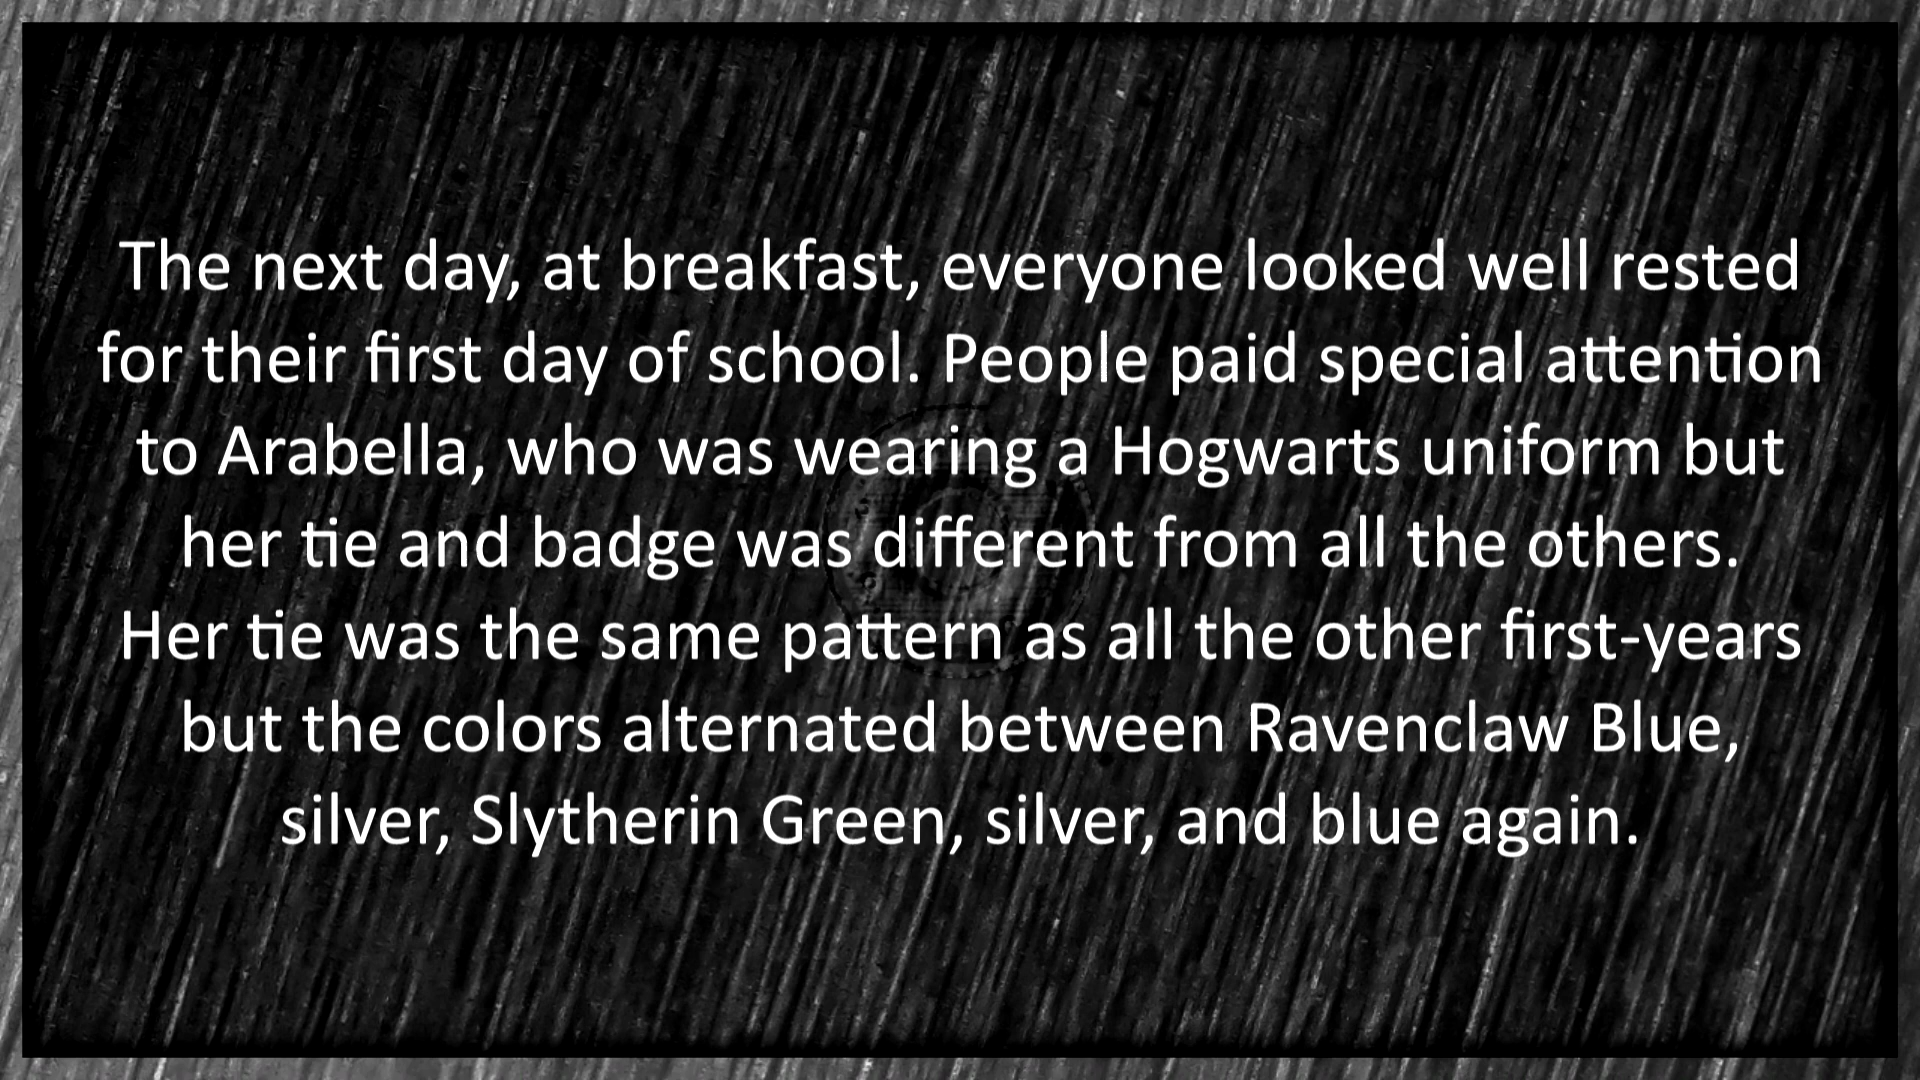 The next day, at breakfast, everyone looked well rested
for their first day of school. People paid special attention
to Arabella, who was wearing a Hogwarts uniform but
her tie and badge was different from all the others.
Her tie was the same pattern as all the other first-years
but the colors alternated between Ravenclaw Blue,
silver, Slytherin Green, silver, and blue again.